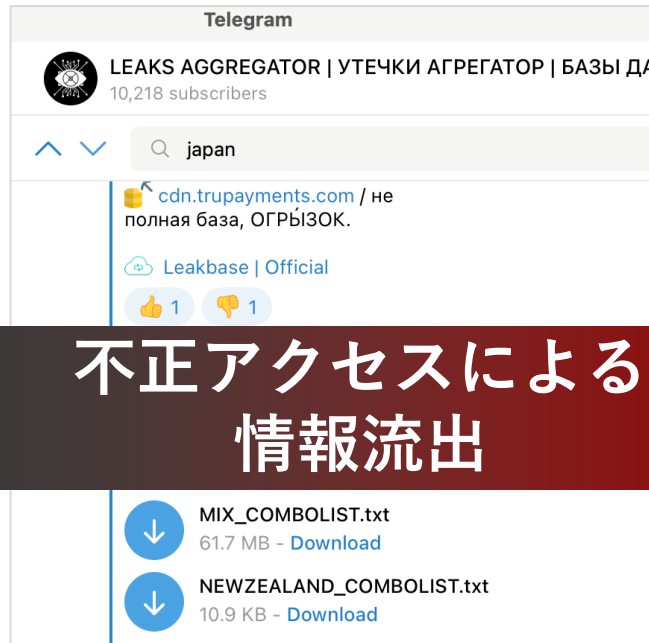 Telegram
LEAKS AGGREGATOR | УТЕЧКИ АГРЕГАТОР | БАЗЫ ДА
10,218 subscribers
japan
cdn.trupayments.com / не
полная база, ОГРЫ́ЗОК.
Leakbase | Official
1 1
不正アクセスによる
情報流出
MIX_COMBOLIST.txt
61.7 MB - Download
NEWZEALAND_COMBOLIST.txt
10.9 KB - Download